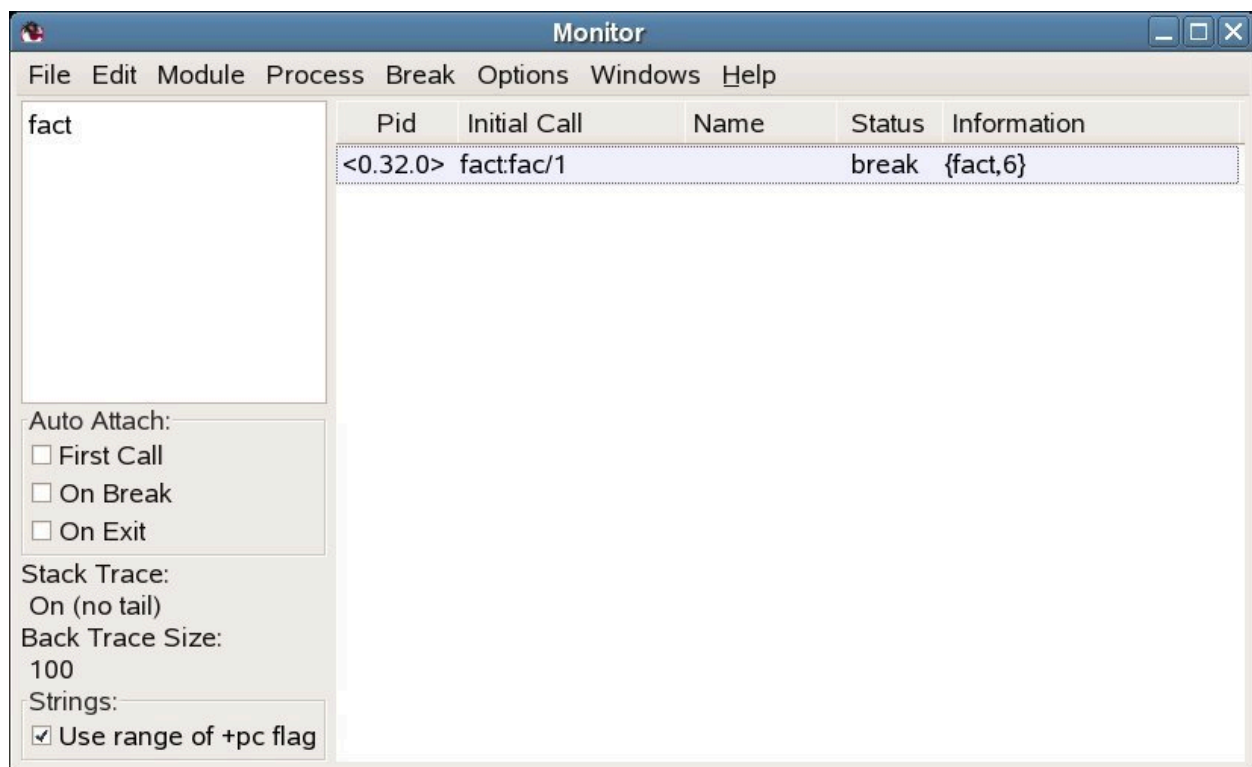 Monitor
File Edit Module Process Break Options Windows Help
fact
Pid Initial Call Name Status Information
<0.32.0> fact:fac/1 break {fact,6}
Auto Attach:
First Call
On Break
On Exit
Stack Trace:
On (no tail)
Back Trace Size:
100
Strings:
Use range of +pc flag